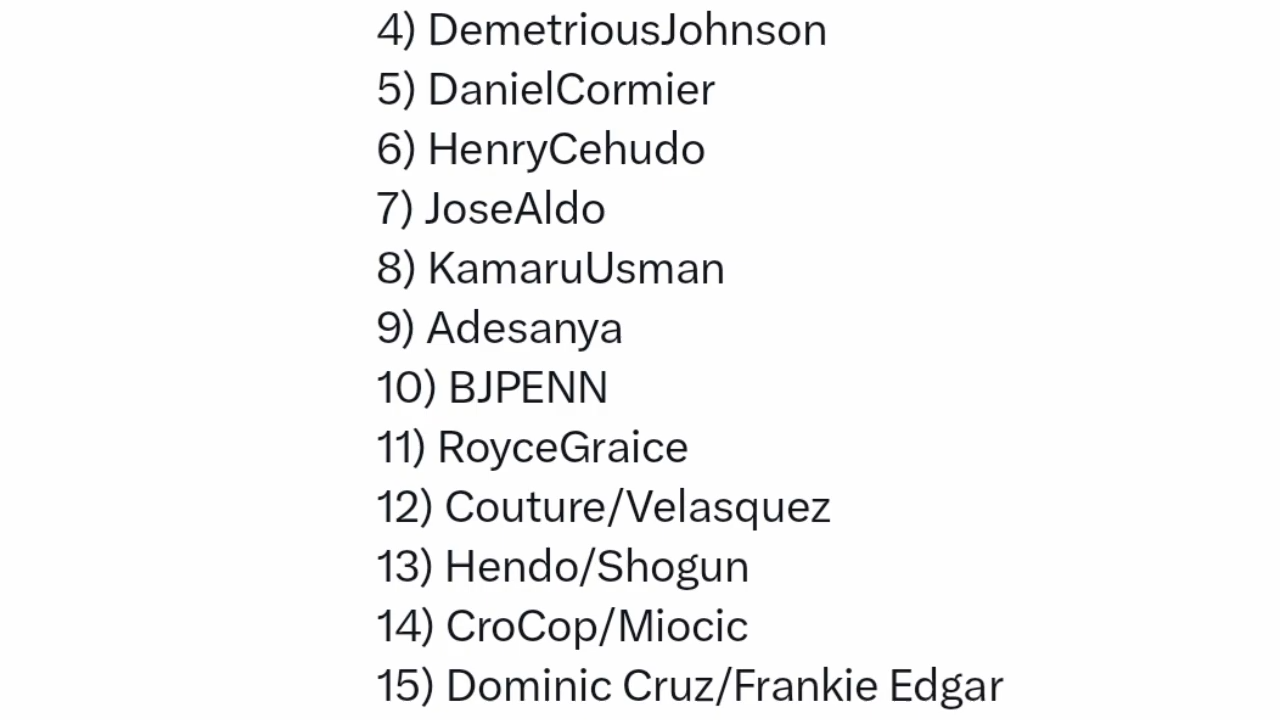 4) DemetriousJohnson
5) DanielCormier
6) HenryCehudo
7) JoseAldo
8) KamaruUsman
9) Adesanya
10) BJPENN
11) RoyceGraice
12) Couture/Velasquez
13) Hendo/Shogun
14) CroCop/Miocic
15) Dominic Cruz/Frankie Edgar